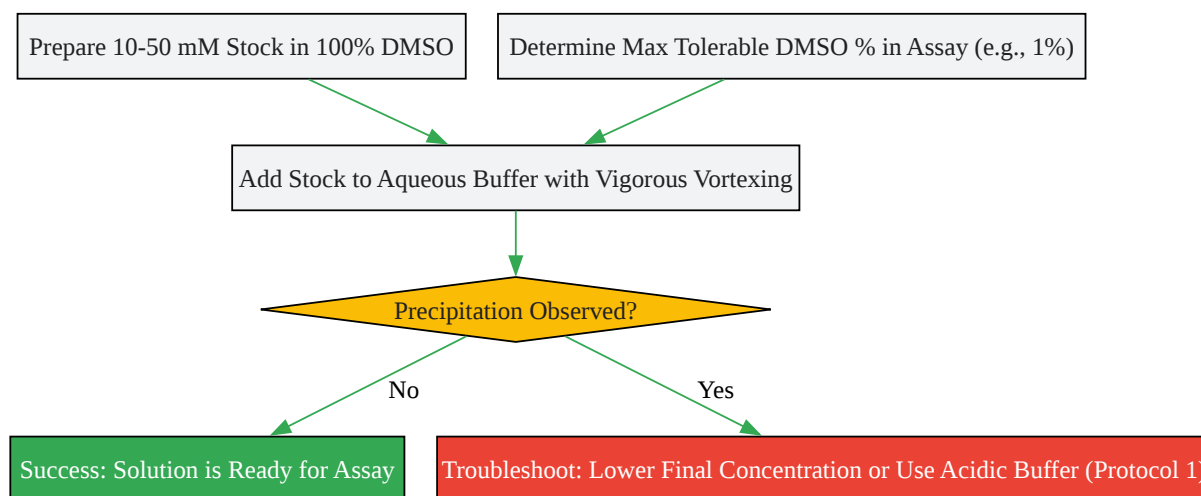 Prepare 10-50 mM Stock in 100% DMSO
Determine Max Tolerable DMSO % in Assay (e.g., 1%)
Add Stock to Aqueous Buffer with Vigorous Vortexing
Precipitation Observed?
No
Yes
Success: Solution is Ready for Assay
Troubleshoot: Lower Final Concentration or Use Acidic Buffer (Protocol 1)